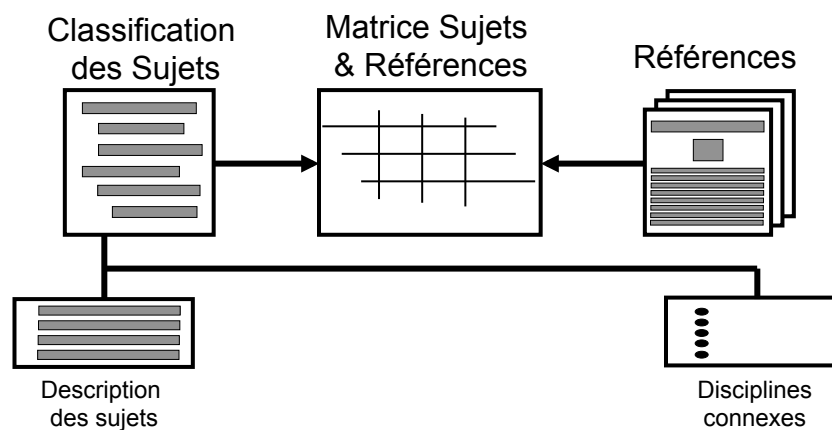 Classification
des Sujets
Matrice Sujets
& Références
Références
Description
des sujets
Disciplines
connexes